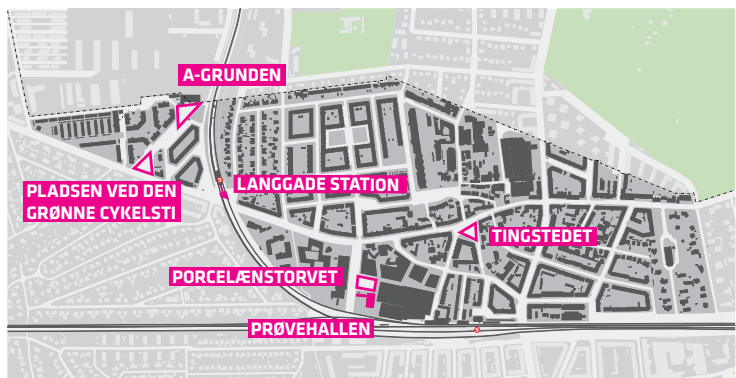 A-GRUNDEN
LANGGADE STATION
PLADSEN VED DEN
GRØNNE CYKELSTI
TINGSTEDET
PORCELÆNSTORVET
PRØVEHALLEN